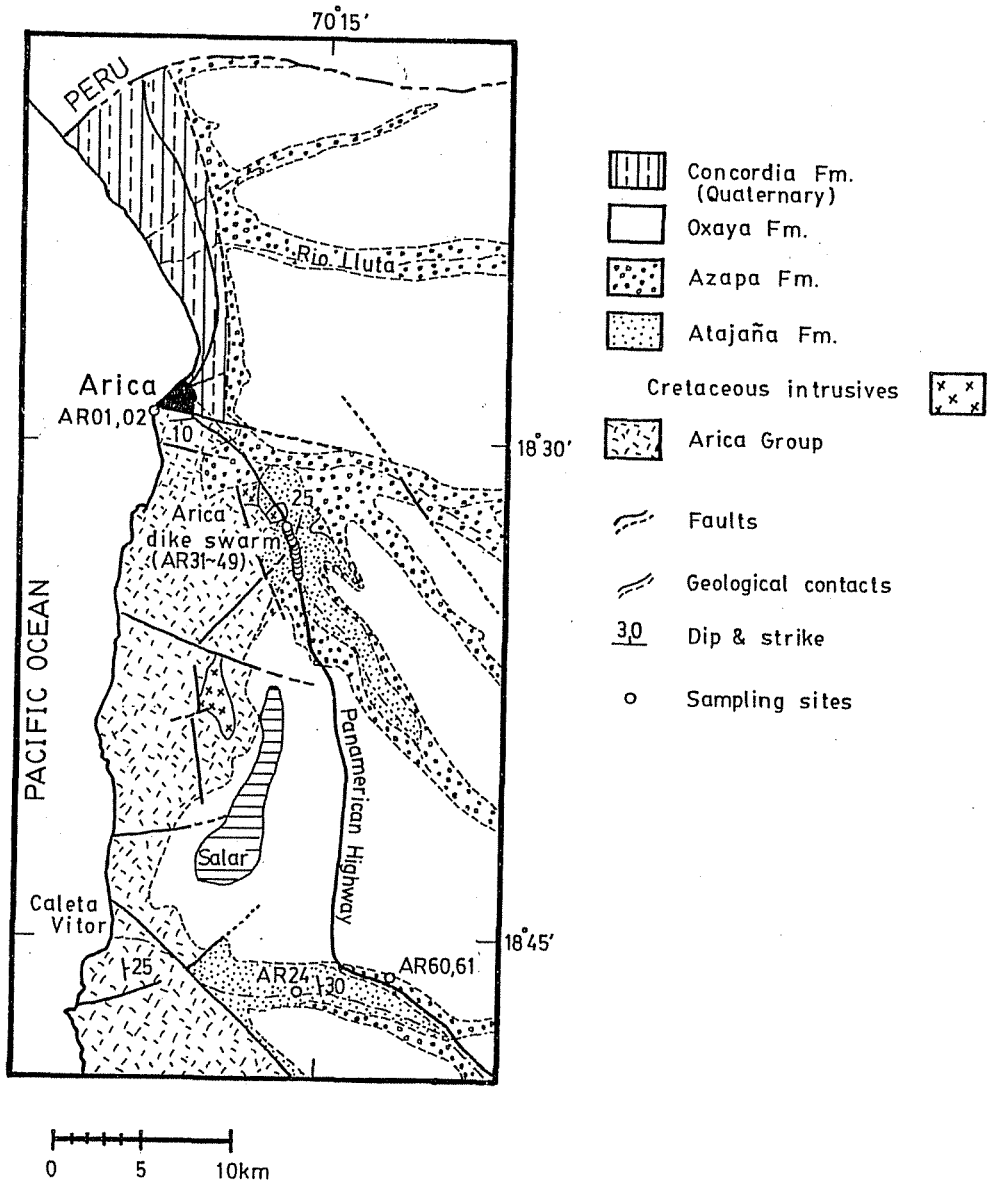 70°15′
PERU
Rio Lluta
Arica
AR01,02
10
18°30′
25
Arica
dike swarm
(AR31~49)
PACIFIC OCEAN
Panamerican Highway
Salar
Caleta
Vitor
18°45′
25
AR24
30
AR60,61
0 5 10km
Concordia Fm.
(Quaternary)
Oxaya Fm.
Azapa Fm.
Atajaña Fm.
Cretaceous intrusives
Arica Group
Faults
Geological contacts
3,0 Dip & strike
Sampling sites